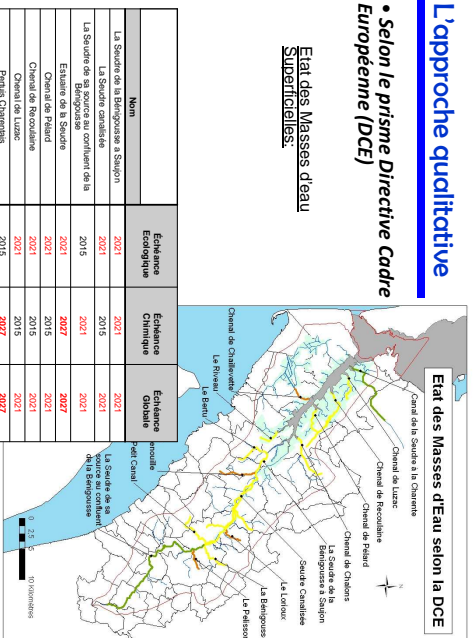 L'approche qualitative
• Selon le prisme Directive Cadre
Européenne (DCE)
Etat des Masses d'eau
Superficielles:
Nom
Échéance
Ecologique
Échéance
Chimique
Échéance
Globale
La Seudre de la Bénigousse a Saujon 2021 2021 2021
La Seudre canalisée 2021 2015 2021
La Seudre de sa source au confluent de la
Bénigousse 2015 2021 2021
Estuaire de la Seudre 2027 2027 2027
Chenal de Pélard 2021 2015 2021
Chenal de Recoulaine 2021 2015 2021
Chenal de Luzac 2021 2015 2021
Pertuis Charentais 2015 2027 2027
Etat des Masses d'Eau selon la DCE
Canal de la Seudre à la Charente
Chenal de Luzac
Chenal de Recoulaine
Chenal de Pélard
Chenal de Chalons
La Seudre de la
Bénigousse à Saujon
Seudre Canalisée
Le Lorioux
La Bénigouss
Le Pélisson
Chenal de Chaillevette
Le Riveau
Le Bertu
enouille
Petit Canal
La Seudre de sa
source au confluent
de la Bénigousse
N
0 2,5 5 10 Kilomètres